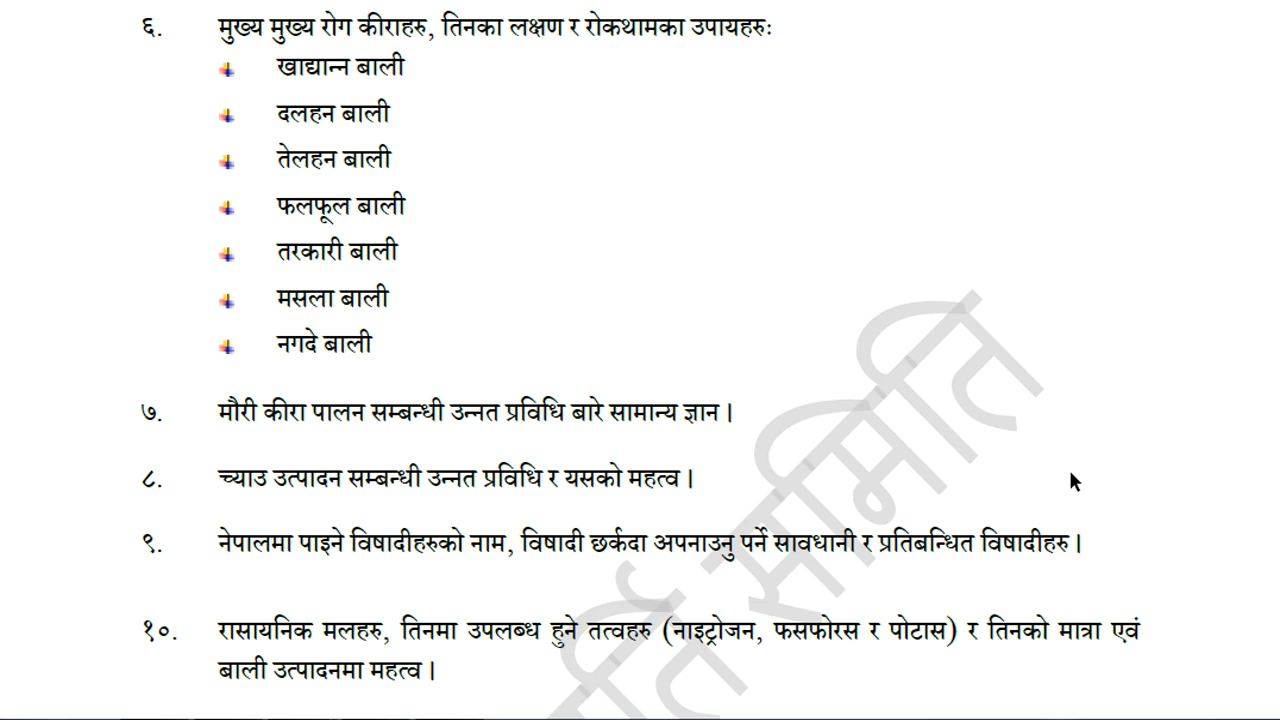 ६. मुख्य मुख्य रोग कीराहरु, तिनका लक्षण र रोकथामका उपायहरुः
खाद्यान्न बाली
दलहन बाली
तेलहन बाली
फलफूल बाली
तरकारी बाली
मसला बाली
नगदे बाली
७. मौरी कीरा पालन सम्बन्धी उन्नत प्रविधि बारे सामान्य ज्ञान ।
८. च्याउ उत्पादन सम्बन्धी उन्नत प्रविधि र यसको महत्व ।
९. नेपालमा पाइने विषादीहरुको नाम, विषादी छर्कदा अपनाउनु पर्ने सावधानी र प्रतिबन्धित विषादीहरु ।
१०. रासायनिक मलहरु, तिनमा उपलब्ध हुने तत्वहरु (नाइट्रोजन, फसफोरस र पोटास) र तिनको मात्रा एवं
बाली उत्पादनमा महत्व ।
समिति